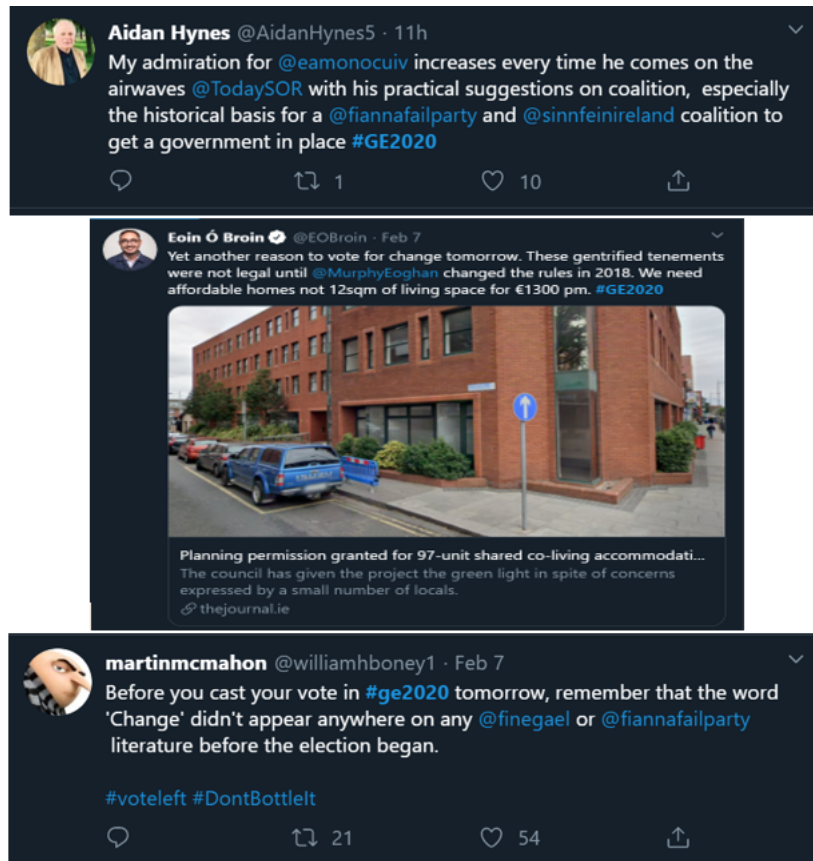 Aidan Hynes @AidanHynes5 · 11h
My admiration for @eamonocuiv increases every time he comes on the
airwaves @TodaySOR with his practical suggestions on coalition, especially
the historical basis for a @fiannafailparty and @sinnfeinireland coalition to
get a government in place #GE2020
1 10
Eoin Ó Broin @EOBroin · Feb 7
Yet another reason to vote for change tomorrow. These gentrified tenements
were not legal until @MurphyEoghan changed the rules in 2018. We need
affordable homes not 12sqm of living space for €1300 pm. #GE2020
Planning permission granted for 97-unit shared co-living accommodati...
The council has given the project the green light in spite of concerns
expressed by a small number of locals.
thejournal.ie
martinmcmahon @williamhboney1 · Feb 7
Before you cast your vote in #ge2020 tomorrow, remember that the word
'Change' didn't appear anywhere on any @finegael or @fiannafailparty
literature before the election began.
#voteleft #DontBottleIt
21 54